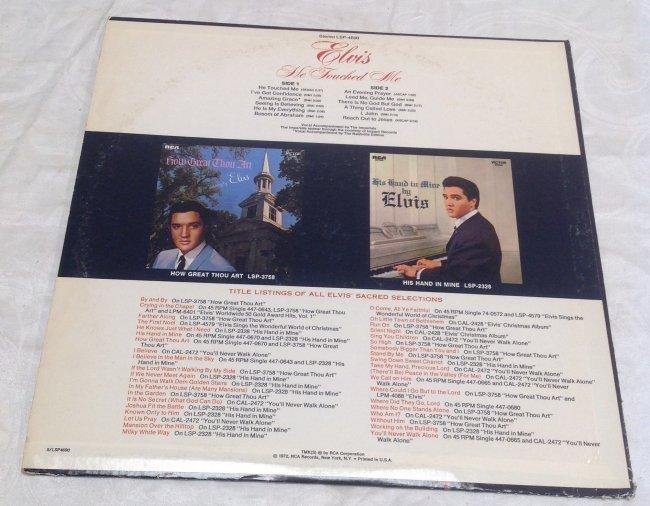 Stereo LSP-4690
Elvis
He Touched Me
SIDE 1
He Touched Me
I've Got Confidence
Amazing Grace*
Seeing Is Believing
He Is My Everything
Bosom of Abraham
SIDE 2
An Evening Prayer
Lead Me, Guide Me
There Is No God But God
A Thing Called Love
I, John
Reach Out to Jesus
Vocal Accompaniment by The Imperials
The Imperials appear through the courtesy of Impact Records
*Vocal Accompaniment by The Nashville Edition
RCA VICTOR
How Great Thou Art
by Elvis
HOW GREAT THOU ART LSP-3758
RCA VICTOR
His Hand in Mine
by
Elvis
HIS HAND IN MINE LSP-2328
TITLE LISTINGS OF ALL ELVIS' SACRED SELECTIONS
By and By On LSP-3758 "How Great Thou Art"
Crying in the Chapel On 45 RPM Single 447-0643, LSP-3758 "How Great Thou
Art" and LPM-6401 "Elvis' Worldwide 50 Gold Award Hits, Vol. 1"
Farther Along On LSP-3758 "How Great Thou Art"
The First Noel On LSP-4579 "Elvis Sings the Wonderful World of Christmas"
He Knows Just What I Need On LSP-2328 "His Hand in Mine"
His Hand in Mine On 45 RPM Single 447-0670 and LSP-2328 "His Hand in Mine"
How Great Thou Art On 45 RPM Single 447-0670 and LSP-3758 "How Great
Thou Art"
I Believe On CAL-2472 "You'll Never Walk Alone"
I Believe in the Man in the Sky On 45 RPM Single 447-0643 and LSP-2328 "His
Hand in Mine"
If the Lord Wasn't Walking By My Side On LSP-3758 "How Great Thou Art"
If We Never Meet Again On LSP-2328 "His Hand in Mine"
I'm Gonna Walk Dem Golden Stairs On LSP-2328 "His Hand in Mine"
In My Father's House (Are Many Mansions) On LSP-2328 "His Hand in Mine"
In the Garden On LSP-3758 "How Great Thou Art"
It Is No Secret (What God Can Do) On CAL-2472 "You'll Never Walk Alone"
Joshua Fit the Battle On LSP-2328 "His Hand in Mine"
Known Only to Him On LSP-2328 "His Hand in Mine"
Let Us Pray On CAL-2472 "You'll Never Walk Alone"
Mansion Over the Hilltop On LSP-2328 "His Hand in Mine"
Milky White Way On LSP-2328 "His Hand in Mine"
O Come, All Ye Faithful On 45 RPM Single 74-0572 and LSP-4579 "Elvis Sings the
Wonderful World of Christmas"
Oh Little Town of Bethlehem On CAL-2428 "Elvis' Christmas Album"
Run On On LSP-3758 "How Great Thou Art"
Silent Night On CAL-2428 "Elvis' Christmas Album"
Sing You Children On CAL-2472 "You'll Never Walk Alone"
So High On LSP-3758 "How Great Thou Art"
Somebody Bigger Than You and I On LSP-3758 "How Great Thou Art"
Stand By Me On LSP-3758 "How Great Thou Art"
Swing Down Sweet Chariot On LSP-2328 "His Hand in Mine"
Take My Hand, Precious Lord On CAL-2472 "You'll Never Walk Alone"
(There'll Be) Peace in the Valley (For Me) On CAL-2472 "You'll Never Walk Alone"
We Call on Him On 45 RPM Single 447-0665 and CAL-2472 "You'll Never Walk
Alone"
Where Could I Go But to the Lord On LSP-3758 "How Great Thou Art" and
LPM-4088 "Elvis"
Where Did They Go, Lord On 45 RPM Single 447-0680
Where No One Stands Alone On LSP-3758 "How Great Thou Art"
Who Am I? On CAL-2472 "You'll Never Walk Alone"
Without Him On LSP-3758 "How Great Thou Art"
Working on the Building On LSP-2328 "His Hand in Mine"
You'll Never Walk Alone On 45 RPM Single 447-0665 and CAL-2472 "You'll Never
Walk Alone"
TMK(S) ® by RCA Corporation
© 1972, RCA Records, New York, N.Y. • Printed in U.S.A.
S/LSP4690